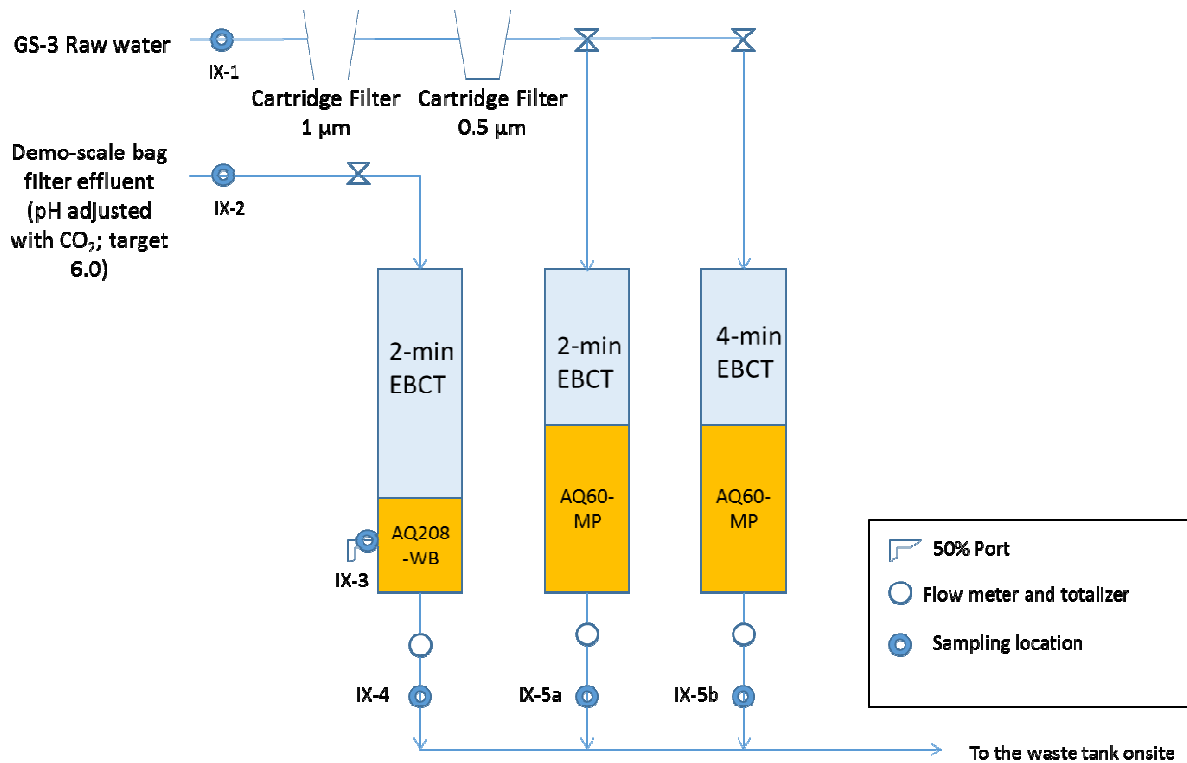 GS-3 Raw water
IX-1
Cartridge Filter
1 µm
Cartridge Filter
0.5 µm
Demo-scale bag
filter effluent
(pH adjusted
with CO₂; target
6.0)
IX-2
2-min
EBCT
2-min
EBCT
4-min
EBCT
AQ208
-WB
AQ60-
MP
AQ60-
MP
IX-3
IX-4
IX-5a
IX-5b
50% Port
Flow meter and totalizer
Sampling location
To the waste tank onsite